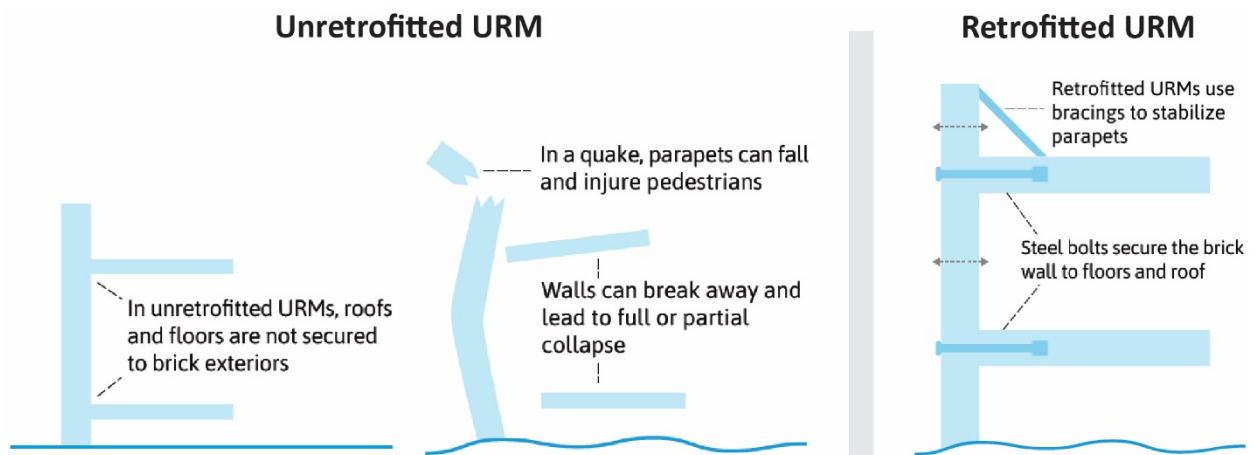 Unretrofitted URM
In unretrofitted URMs, roofs
and floors are not secured
to brick exteriors
In a quake, parapets can fall
and injure pedestrians
Walls can break away and
lead to full or partial
collapse
Retrofitted URM
Retrofitted URMs use
bracings to stabilize
parapets
Steel bolts secure the brick
wall to floors and roof